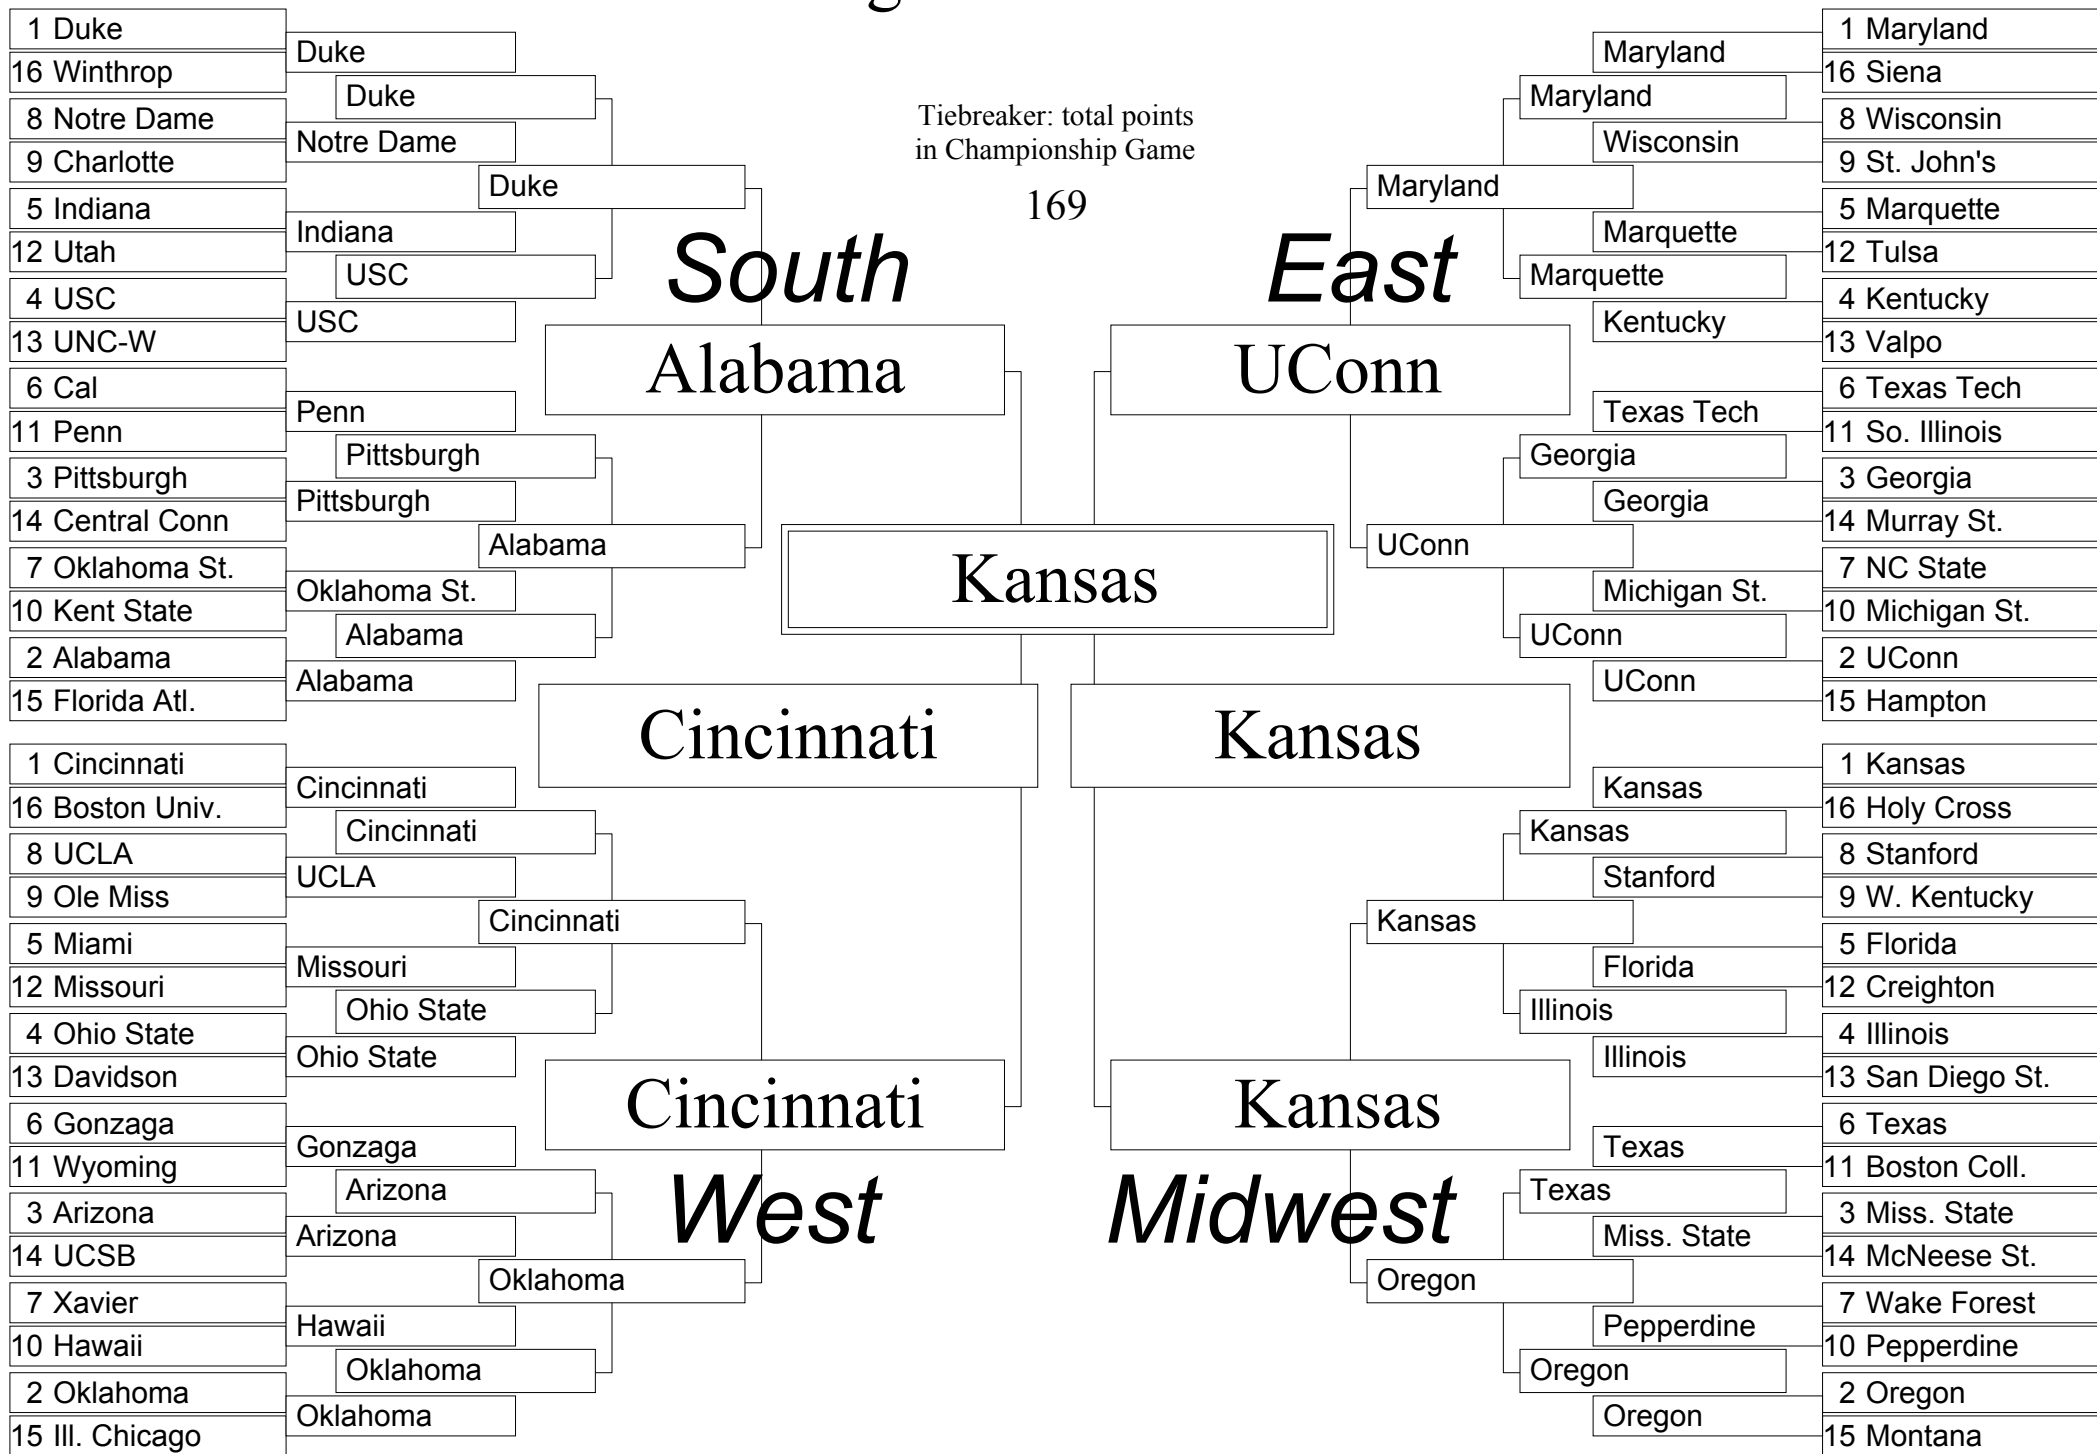 1 Duke
16 Winthrop
8 Notre Dame
9 Charlotte
5 Indiana
12 Utah
4 USC
13 UNC-W
6 Cal
11 Penn
3 Pittsburgh
14 Central Conn
7 Oklahoma St.
10 Kent State
2 Alabama
15 Florida Atl.
Duke
Notre Dame
Indiana
USC
Penn
Pittsburgh
Oklahoma St.
Alabama
Duke
USC
Pittsburgh
Alabama
Duke
Alabama
South
Alabama
1 Cincinnati
16 Boston Univ.
8 UCLA
9 Ole Miss
5 Miami
12 Missouri
4 Ohio State
13 Davidson
6 Gonzaga
11 Wyoming
3 Arizona
14 UCSB
7 Xavier
10 Hawaii
2 Oklahoma
15 Ill. Chicago
Cincinnati
UCLA
Missouri
Ohio State
Gonzaga
Arizona
Hawaii
Oklahoma
Cincinnati
Ohio State
Arizona
Oklahoma
Cincinnati
Oklahoma
Cincinnati
West
Tiebreaker: total points
in Championship Game
169
Kansas
Cincinnati
Kansas
East
UConn
Maryland
UConn
Maryland
Marquette
Georgia
UConn
Maryland
Wisconsin
Marquette
Kentucky
Texas Tech
Georgia
Michigan St.
UConn
1 Maryland
16 Siena
8 Wisconsin
9 St. John's
5 Marquette
12 Tulsa
4 Kentucky
13 Valpo
6 Texas Tech
11 So. Illinois
3 Georgia
14 Murray St.
7 NC State
10 Michigan St.
2 UConn
15 Hampton
Kansas
Midwest
Kansas
Oregon
Kansas
Illinois
Texas
Oregon
Kansas
Stanford
Florida
Illinois
Texas
Miss. State
Pepperdine
Oregon
1 Kansas
16 Holy Cross
8 Stanford
9 W. Kentucky
5 Florida
12 Creighton
4 Illinois
13 San Diego St.
6 Texas
11 Boston Coll.
3 Miss. State
14 McNeese St.
7 Wake Forest
10 Pepperdine
2 Oregon
15 Montana